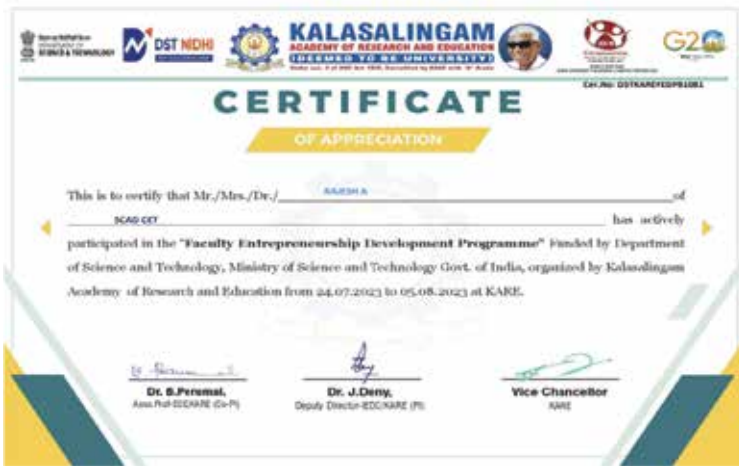 DST NIDHI
KALASALINGAM
ACADEMY OF RESEARCH AND EDUCATION
(DEEMED TO BE UNIVERSITY)
G20
CERTIFICATE
OF APPRECIATION
This is to certify that Mr./Mrs./Dr./ RAJESH A of
SCAD CET has actively
participated in the "Faculty Entrepreneurship Development Programme" Funded by Department
of Science and Technology, Ministry of Science and Technology Govt. of India, organized by Kalasalingam
Academy of Research and Education from 24.07.2023 to 05.08.2023 at KARE.
Dr. B.Perumal,
Dr. J.Deny,
Deputy Director-EDC/KARE (PI)
Vice Chancellor
KARE